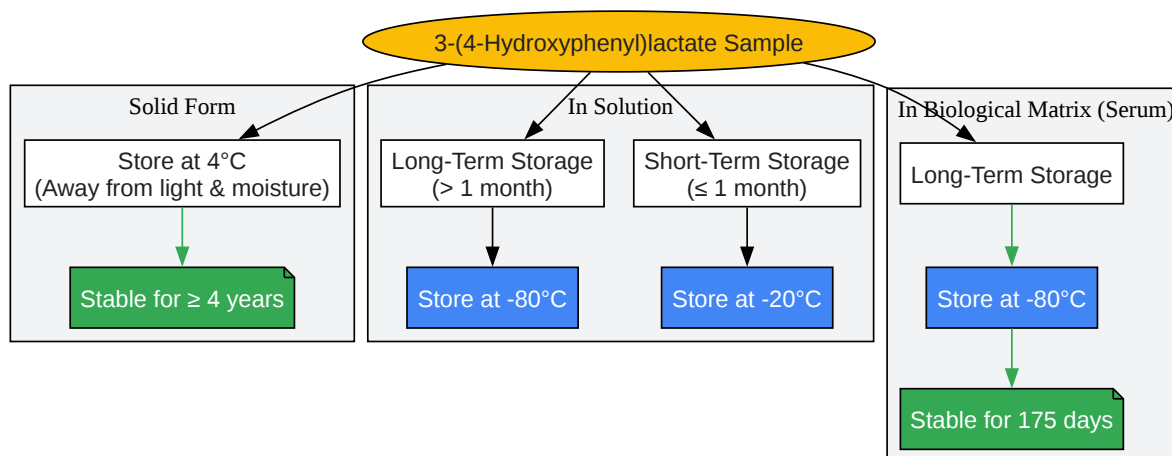 3-(4-Hydroxyphenyl)lactate Sample
Solid Form
Store at 4°C
(Away from light & moisture)
Stable for ≥ 4 years
In Solution
Long-Term Storage
(> 1 month)
Store at -80°C
Short-Term Storage
(≤ 1 month)
Store at -20°C
In Biological Matrix (Serum)
Long-Term Storage
Store at -80°C
Stable for 175 days